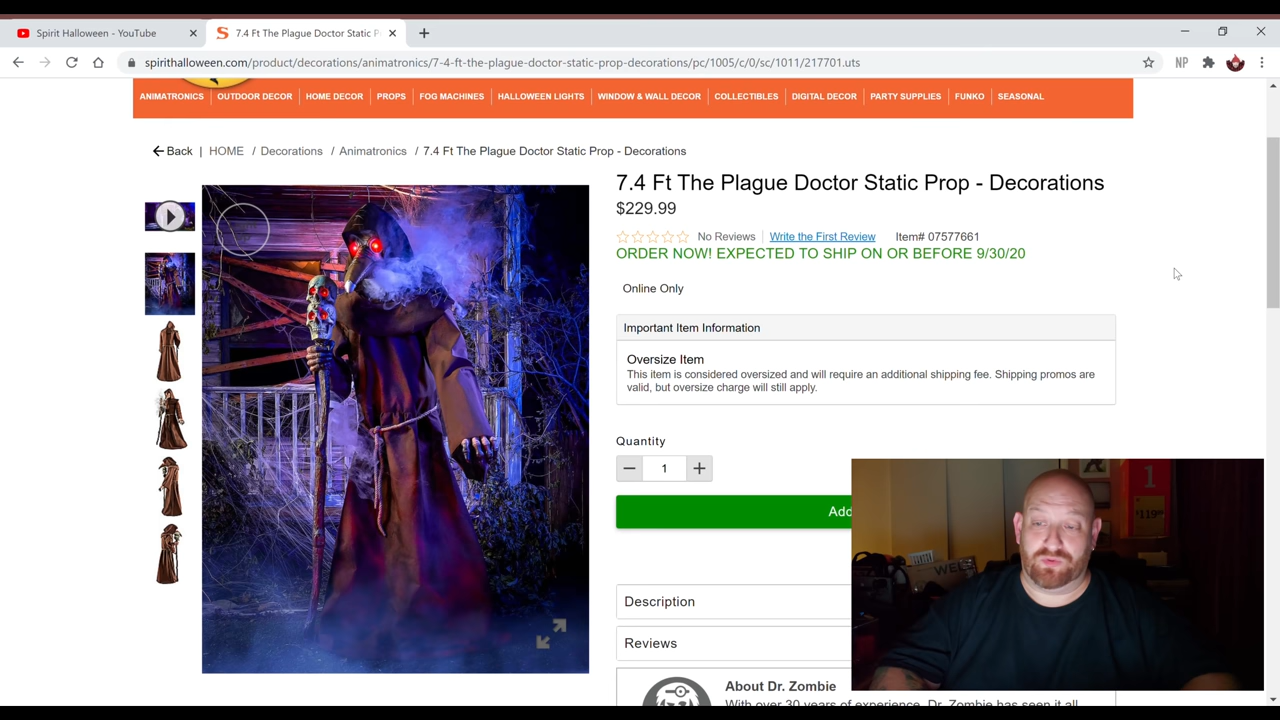 Spirit Halloween - YouTube
7.4 Ft The Plague Doctor Static P
spirithalloween.com/product/decorations/animatronics/7-4-ft-the-plague-doctor-static-prop-decorations/pc/1005/c/0/sc/1011/217701.uts
NP
ANIMATRONICS OUTDOOR DECOR HOME DECOR PROPS FOG MACHINES HALLOWEEN LIGHTS WINDOW & WALL DECOR COLLECTIBLES DIGITAL DECOR PARTY SUPPLIES FUNKO SEASONAL
Back | HOME / Decorations / Animatronics / 7.4 Ft The Plague Doctor Static Prop - Decorations
7.4 Ft The Plague Doctor Static Prop - Decorations
$229.99
No Reviews Write the First Review Item# 07577661
ORDER NOW! EXPECTED TO SHIP ON OR BEFORE 9/30/20
Online Only
Important Item Information
Oversize Item
This item is considered oversized and will require an additional shipping fee. Shipping promos are
valid, but oversize charge will still apply.
Quantity
1
Add
Description
Reviews
About Dr. Zombie
With over 30 years of experience, Dr. Zombie has seen it all
1
$119
WEL